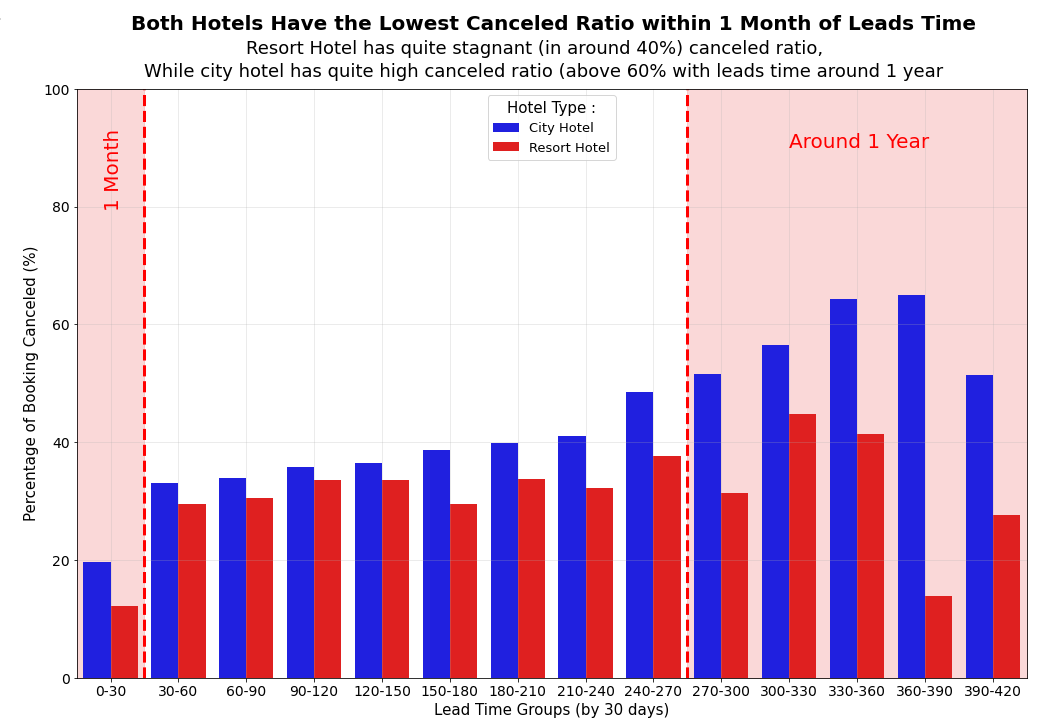 Both Hotels Have the Lowest Canceled Ratio within 1 Month of Leads Time
Resort Hotel has quite stagnant (in around 40%) canceled ratio,
While city hotel has quite high canceled ratio (above 60% with leads time around 1 year
Hotel Type :
City Hotel
Resort Hotel
1 Month
Around 1 Year
Percentage of Booking Canceled (%)
100
80
60
40
20
0
0-30 30-60 60-90 90-120 120-150 150-180 180-210 210-240 240-270 270-300 300-330 330-360 360-390 390-420
Lead Time Groups (by 30 days)